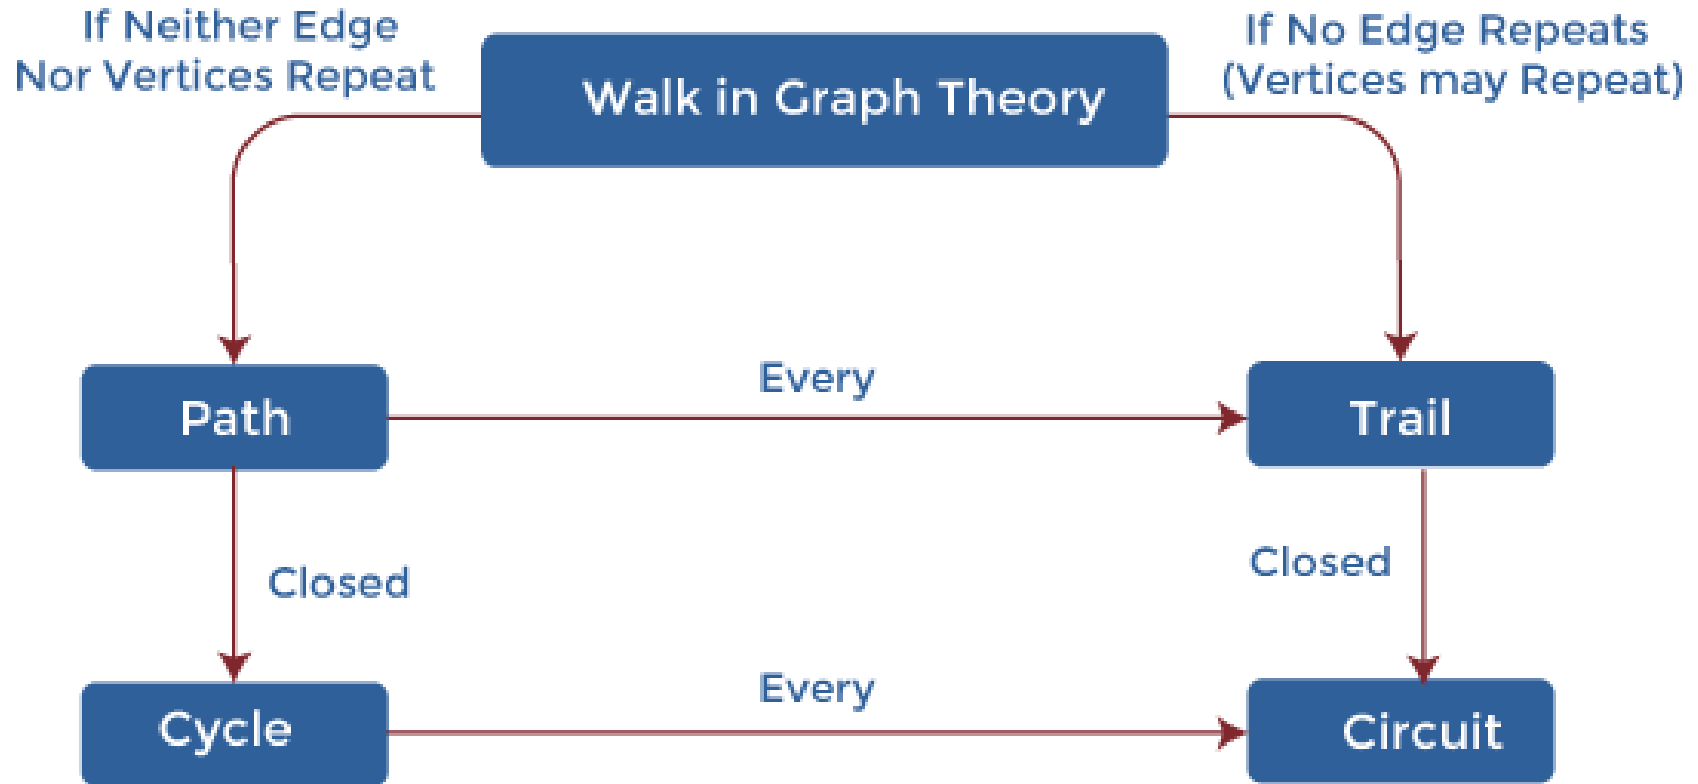 If Neither Edge
Nor Vertices Repeat
Walk in Graph Theory
If No Edge Repeats
(Vertices may Repeat)
Path
Every
Trail
Closed
Closed
Cycle
Every
Circuit